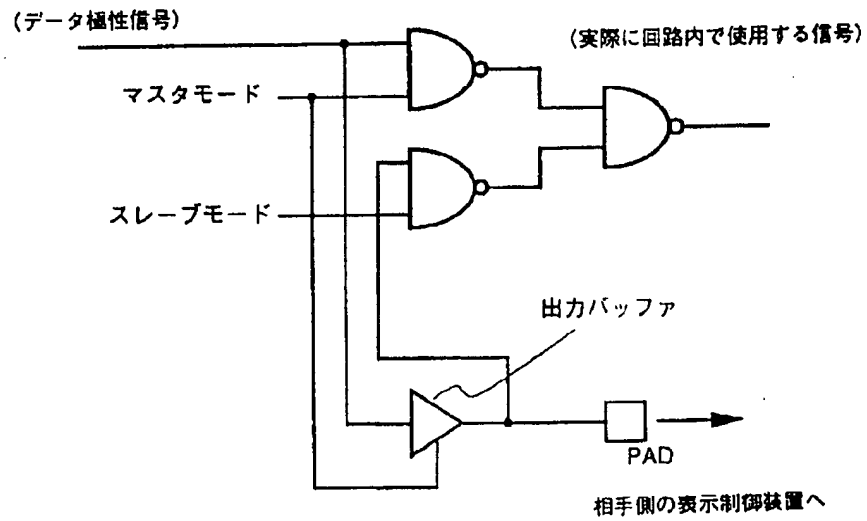 (データ極性信号)
(実際に回路内で使用する信号)
マスタモード
スレーブモード
出力バッファ
PAD
相手側の表示制御装置へ